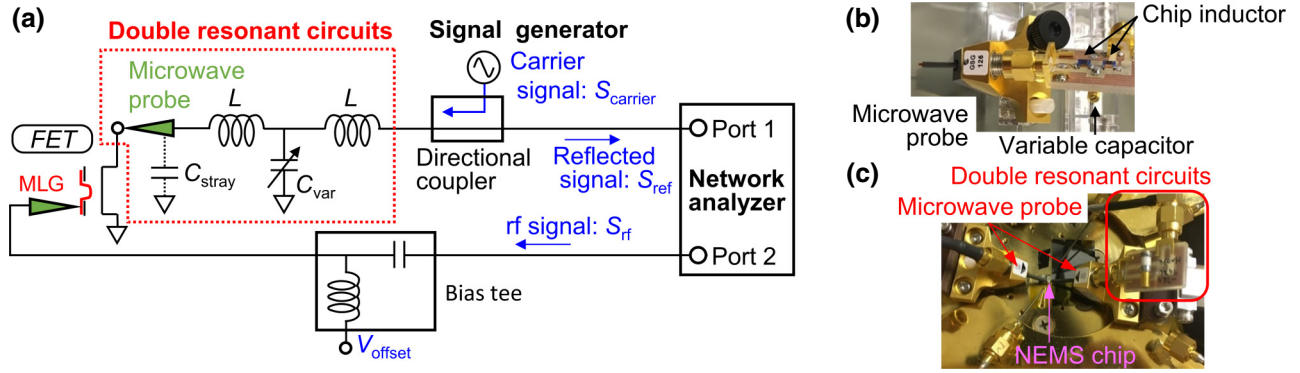 (a)
Double resonant circuits
Microwave
probe
L
L
FET
MLG
Cstray
Cvar
Signal generator
Carrier
signal: Scarrier
Directional
coupler
Reflected
signal: Sref
Port 1
Network
analyzer
rf signal: Srf
Port 2
Bias tee
Voffset
(b)
Chip inductor
GSG
126
Microwave
probe
Variable capacitor
(c)
Double resonant circuits
Microwave probe
NEMS chip